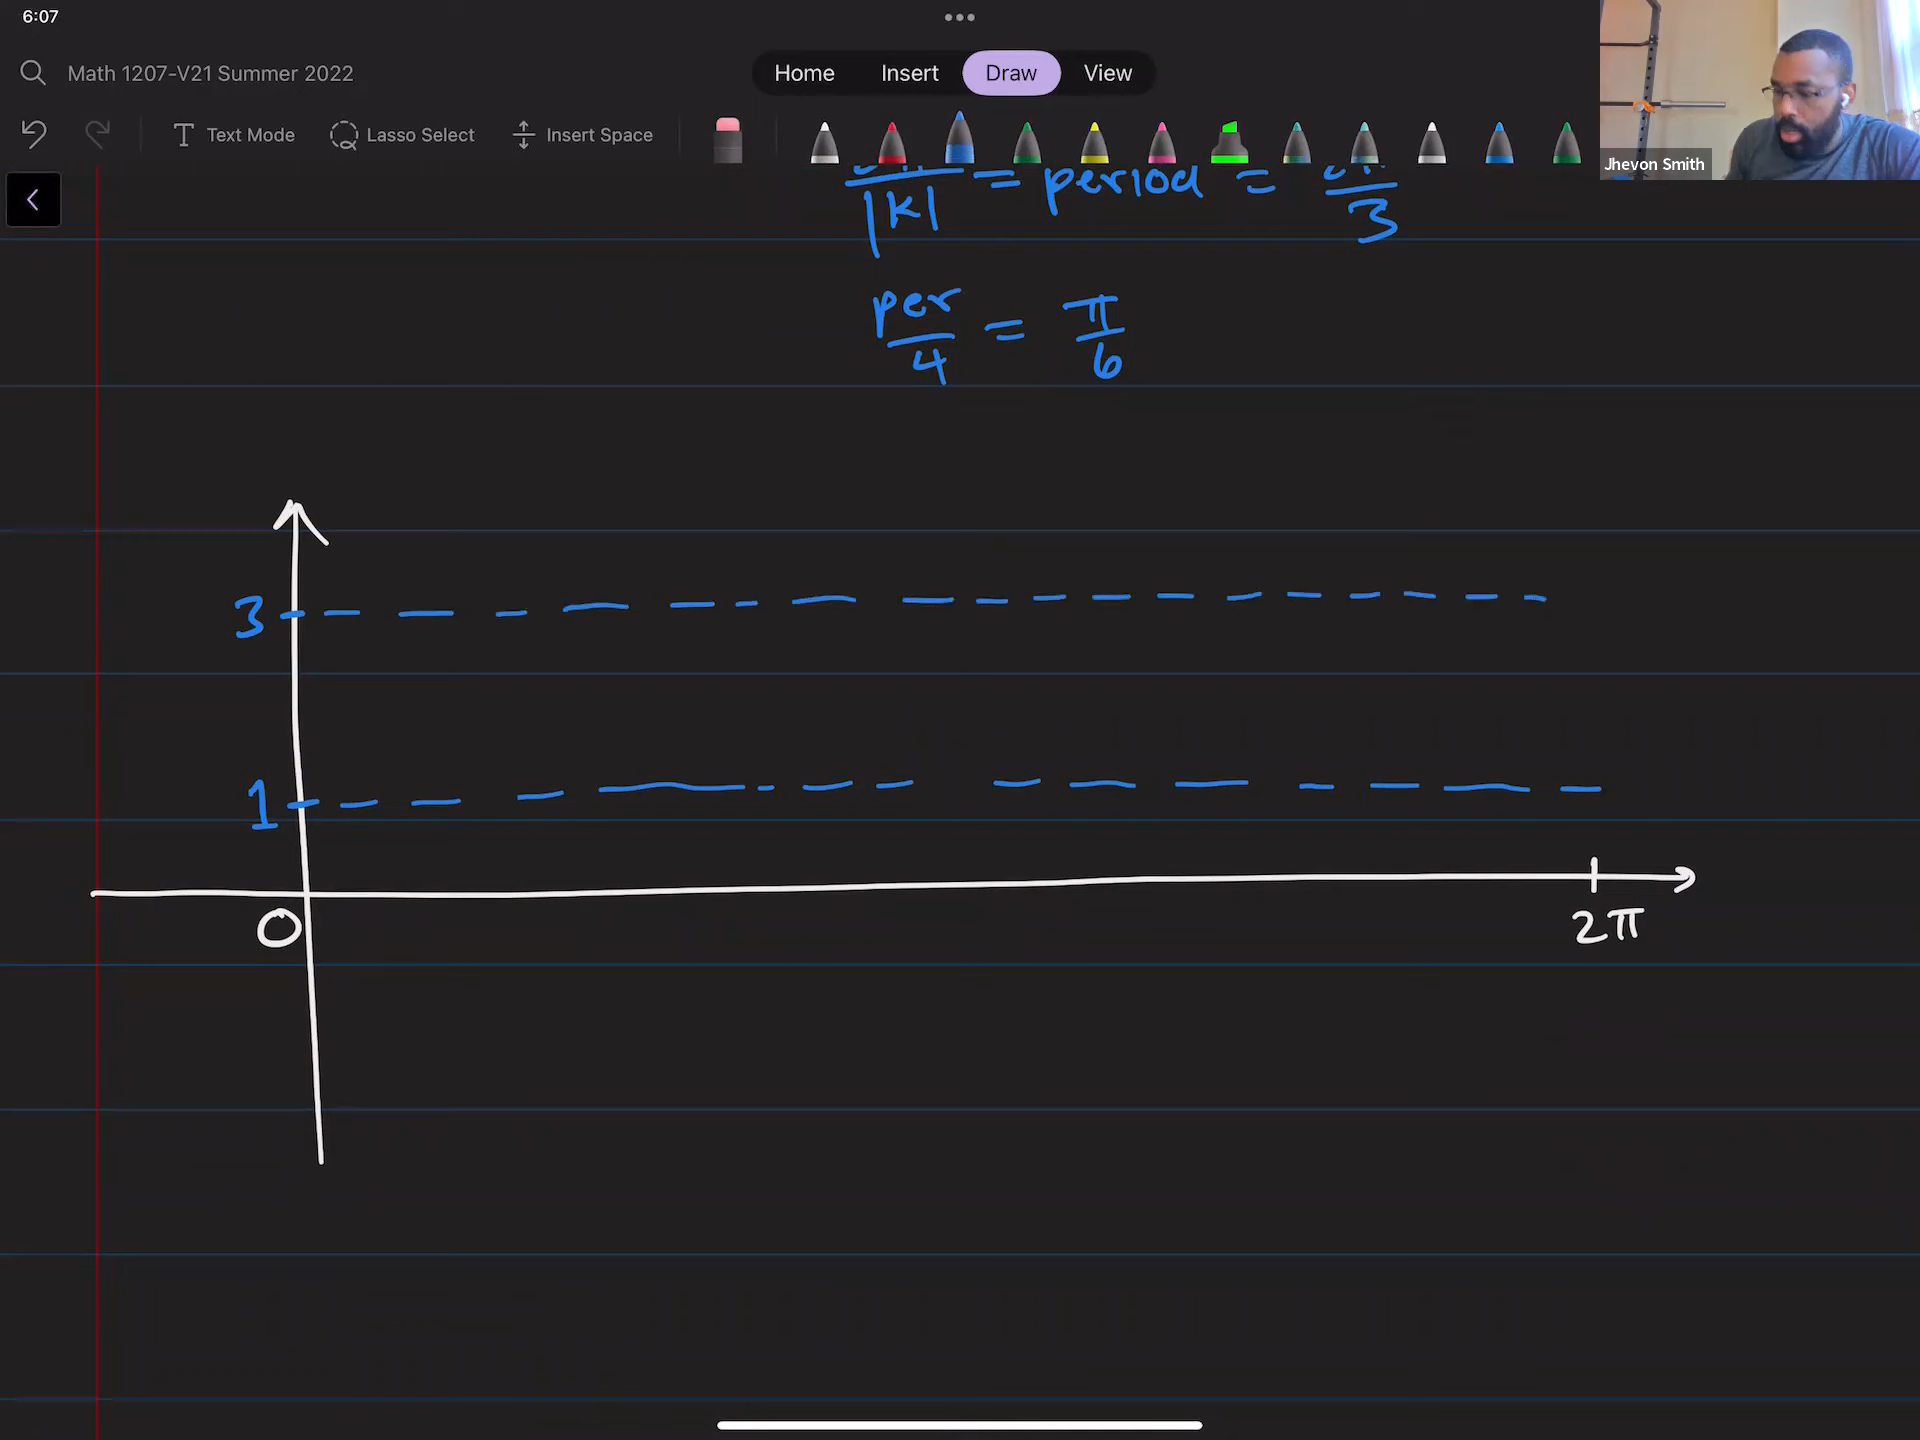 6:07
Math 1207-V21 Summer 2022
Home Insert Draw View
Text Mode Lasso Select Insert Space
Jhevon Smith
|k| = period = 3
per/4 = π/6
3
1
0
2π